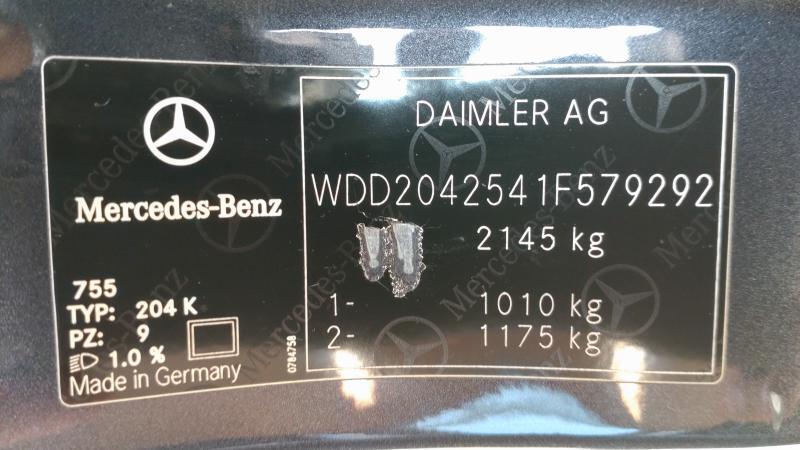 Mercedes-Benz
755
TYP: 204 K
PZ: 9
1.0 %
Made in Germany
0784758
DAIMLER AG
WDD2042541F579292
2145 kg
1- 1010 kg
2- 1175 kg